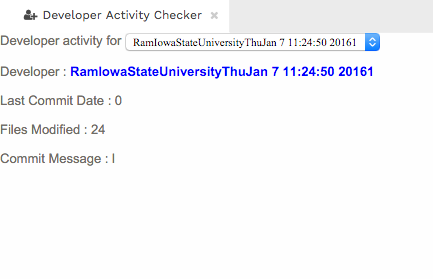 Developer Activity Checker ×
Developer activity for RamIowaStateUniversityThuJan 7 11:24:50 20161
Developer : RamIowaStateUniversityThuJan 7 11:24:50 20161
Last Commit Date : 0
Files Modified : 24
Commit Message : l